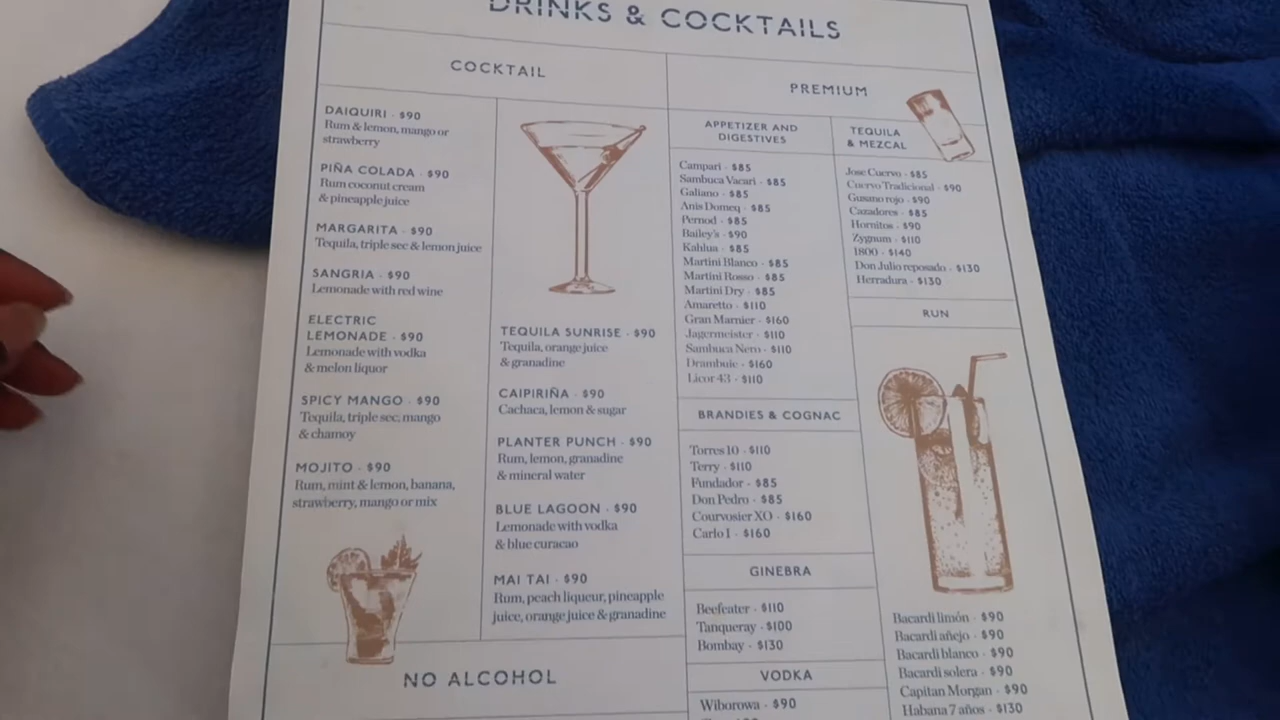 DRINKS & COCKTAILS
COCKTAIL
DAIQUIRI · $90
Rum & lemon, mango or
strawberry
PIÑA COLADA · $90
Rum coconut cream
& pineapple juice
MARGARITA · $90
Tequila, triple sec & lemon juice
SANGRIA · $90
Lemonade with red wine
ELECTRIC
LEMONADE · $90
Lemonade with vodka
& melon liquor
SPICY MANGO · $90
Tequila, triple sec, mango
& chamoy
MOJITO · $90
Rum, mint & lemon, banana,
strawberry, mango or mix
TEQUILA SUNRISE · $90
Tequila, orange juice
& granadine
CAIPIRIÑA · $90
Cachaca, lemon & sugar
PLANTER PUNCH · $90
Rum, lemon, granadine
& mineral water
BLUE LAGOON · $90
Lemonade with vodka
& blue curacao
MAI TAI · $90
Rum, peach liqueur, pineapple
juice, orange juice & granadine
NO ALCOHOL
PREMIUM
APPETIZER AND
DIGESTIVES
Campari · $85
Sambuca Vacari · $85
Galiano · $85
Anis Domeq · $85
Pernod · $85
Bailey's · $90
Kahlua · $85
Martini Blanco · $85
Martini Rosso · $85
Martini Dry · $85
Amaretto · $110
Gran Marnier · $160
Jagermeister · $110
Sambuca Nero · $110
Drambuie · $160
Licor 43 · $110
BRANDIES & COGNAC
Torres 10 · $110
Terry · $110
Fundador · $85
Don Pedro · $85
Courvosier XO · $160
Carlo I · $160
GINEBRA
Beefeater · $110
Tanqueray · $100
Bombay · $130
VODKA
Wiborowa · $90
TEQUILA
& MEZCAL
Jose Cuervo · $85
Cuervo Tradicional · $90
Gusano rojo · $90
Cazadores · $85
Hornitos · $90
Zygnum · $110
1800 · $140
Don Julio reposado · $130
Herradura · $130
RUN
Bacardi limón · $90
Bacardi añejo · $90
Bacardi blanco · $90
Bacardi solera · $90
Capitan Morgan · $90
Habana 7 años · $130